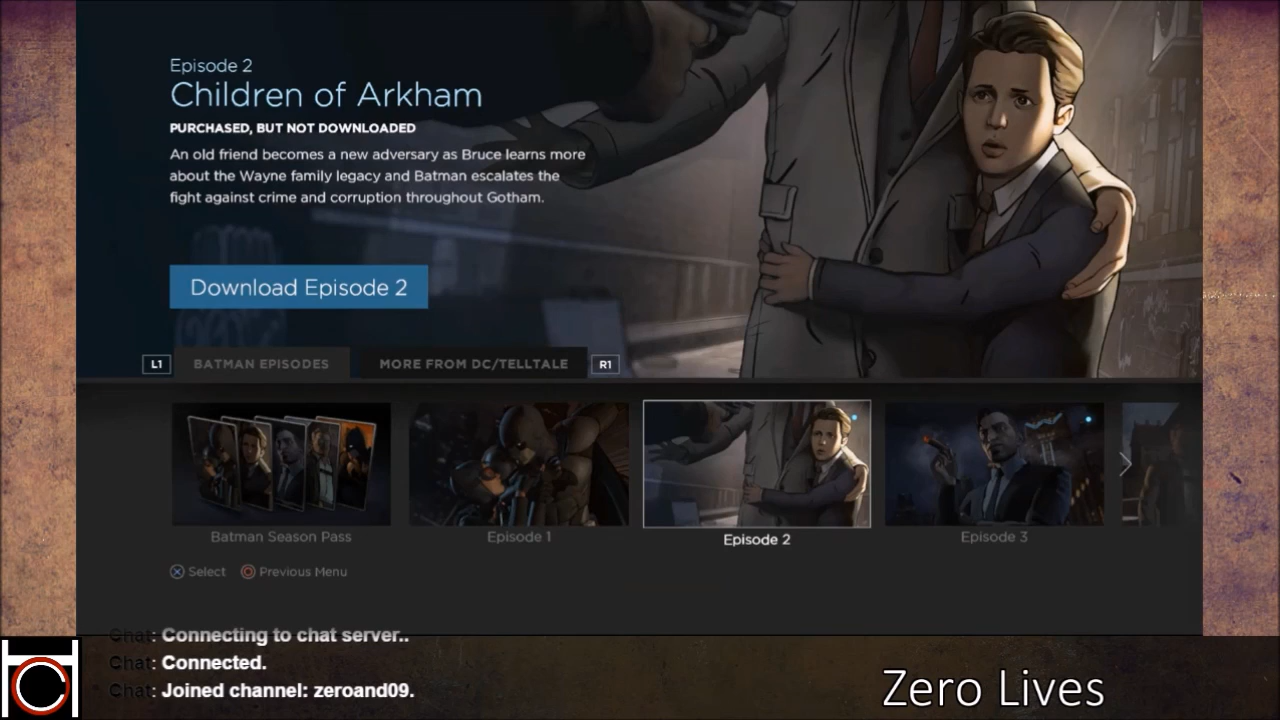 Episode 2
Children of Arkham
PURCHASED, BUT NOT DOWNLOADED
An old friend becomes a new adversary as Bruce learns more
about the Wayne family legacy and Batman escalates the
fight against crime and corruption throughout Gotham.
Download Episode 2
L1 BATMAN EPISODES MORE FROM DC/TELLTALE R1
Batman Season Pass Episode 1 Episode 2 Episode 3
Select Previous Menu
Chat: Connecting to chat server..
Chat: Connected.
Chat: Joined channel: zeroand09.
Zero Lives